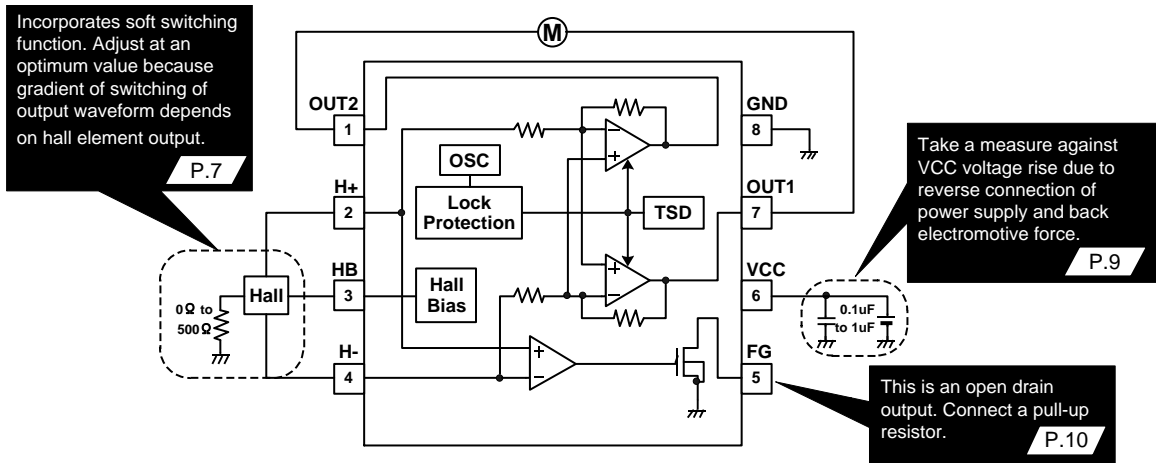 Incorporates soft switching
function. Adjust at an
optimum value because
gradient of switching of
output waveform depends
on hall element output.
P.7
M
OUT2
1
GND
8
OSC
Lock
Protection
TSD
H+
2
OUT1
7
Take a measure against
VCC voltage rise due to
reverse connection of
power supply and back
electromotive force.
P.9
HB
3
Hall
Bias
VCC
6
Hall
0Ω to
500Ω
0.1uF
to 1uF
H-
4
FG
5
−
+
+
−
+
−
This is an open drain
output. Connect a pull-up
resistor.
P.10